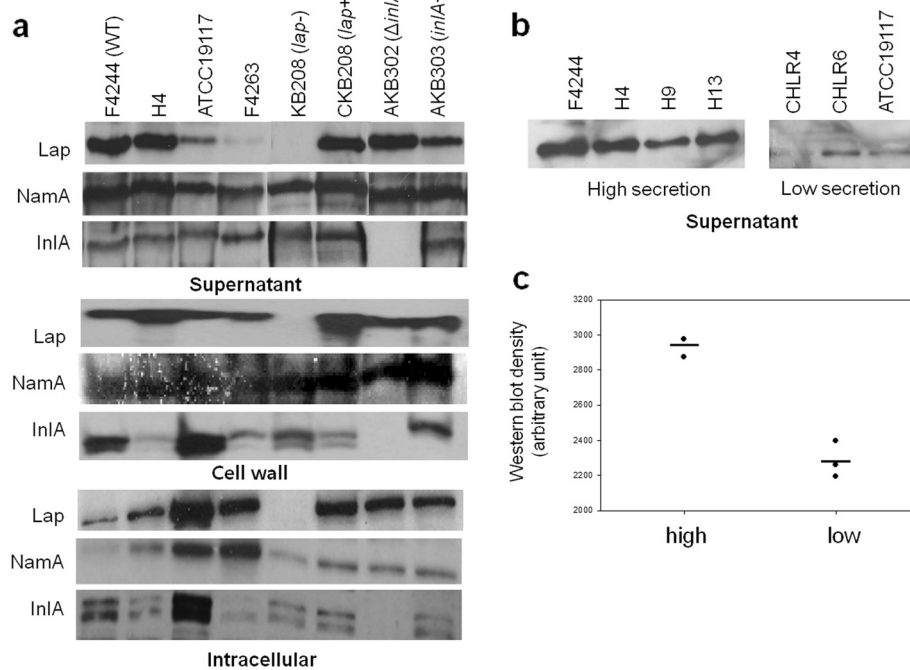 a
F4244 (WT)
H4
ATCC19117
F4263
KB208 (lap-)
CKB208 (lap+
AKB302 (ΔinlA
AKB303 (inlA+
Lap
NamA
InlA
Supernatant
Lap
NamA
InlA
Cell wall
Lap
NamA
InlA
Intracellular
b
F4244
H4
H9
H13
CHLR4
CHLR6
ATCC19117
High secretion
Low secretion
Supernatant
c
Western blot density
(arbitrary unit)
3200
3000
2800
2600
2400
2200
2000
high
low